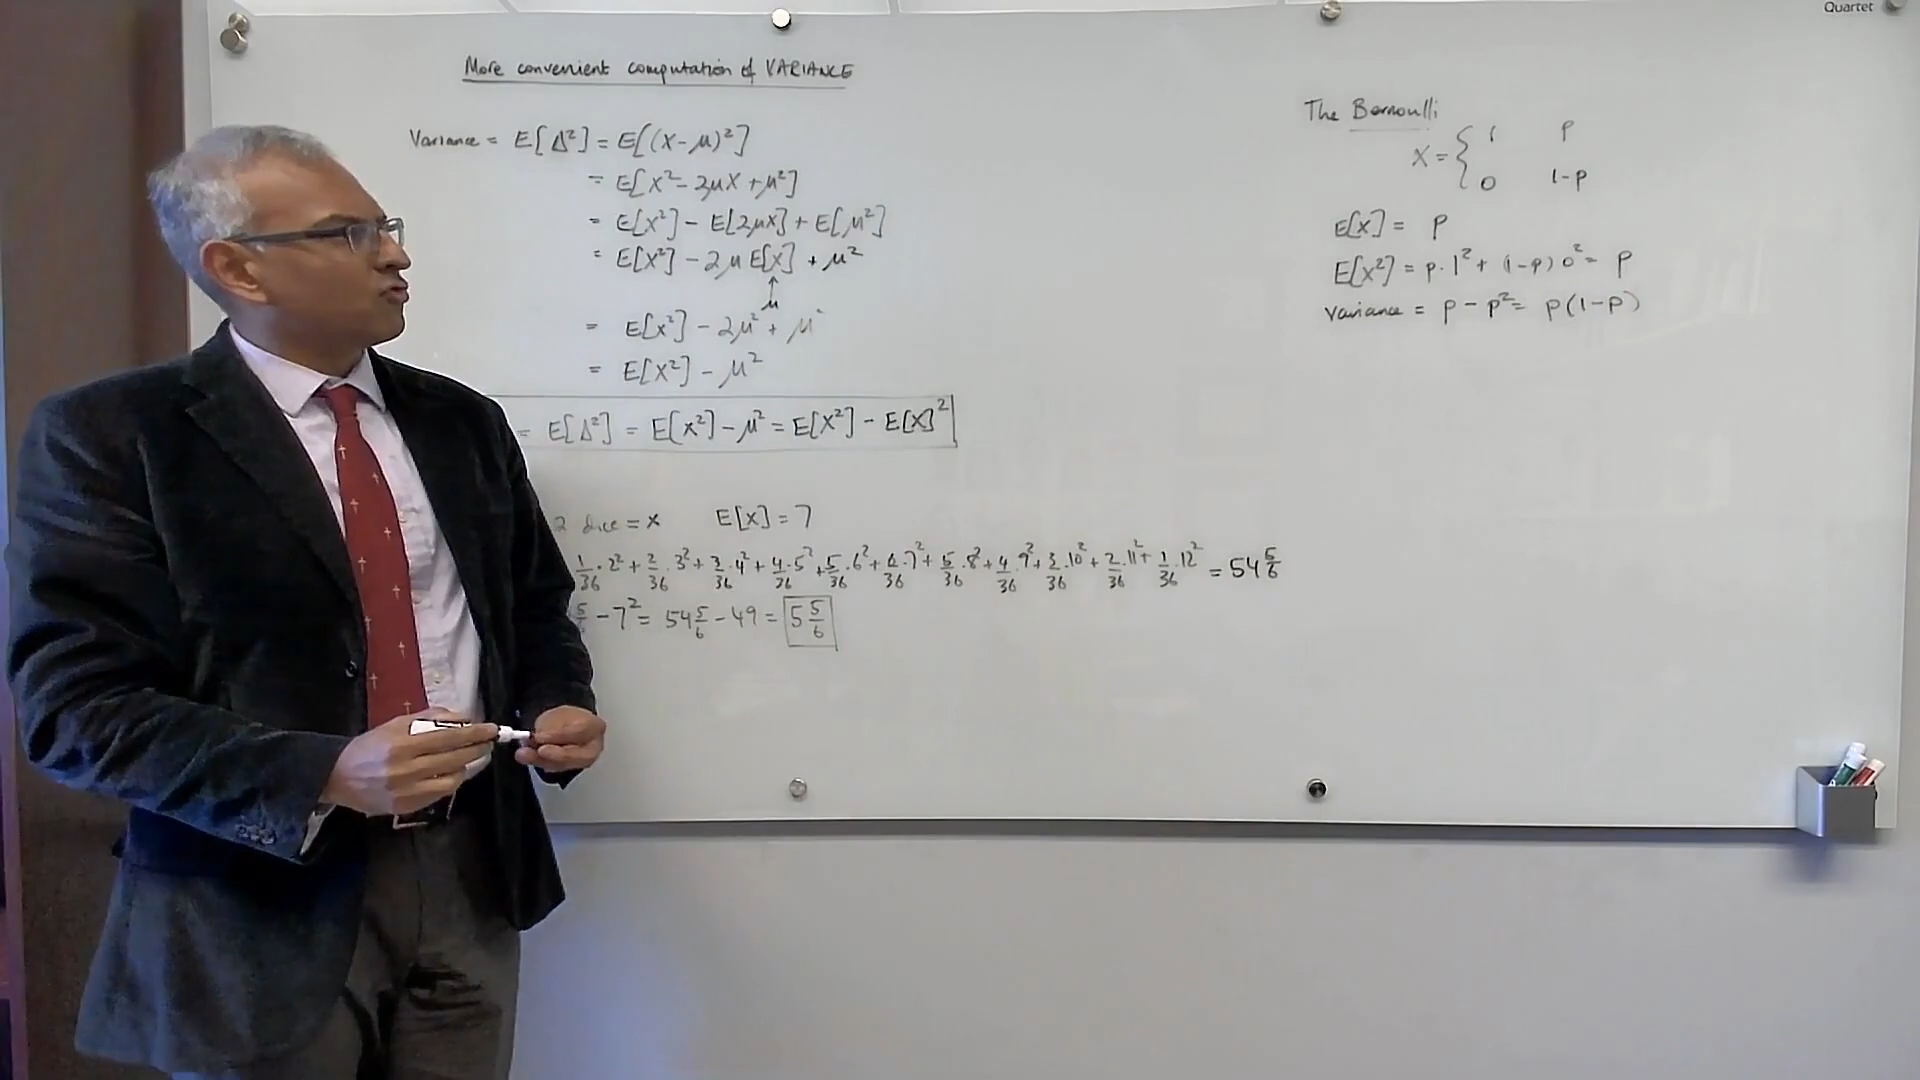 Quartet
More convenient computation of VARIANCE
Variance = E[Δ²] = E[(X-μ)²]
= E[X² - 2μX + μ²]
= E[X²] - E[2μX] + E[μ²]
= E[X²] - 2μ E[X] + μ²
↑
μ
= E[X²] - 2μ² + μ²
= E[X²] - μ²
= E[Δ²] = E[X²] - μ² = E[X²] - E[X]²
2 dice = X E[X] = 7
1/36 · 2² + 2/36 · 3² + 3/36 · 4² + 4/36 · 5² + 5/36 · 6² + 6/36 · 7² + 5/36 · 8² + 4/36 · 9² + 3/36 · 10² + 2/36 · 11² + 1/36 · 12² = 54 5/6
- 7² = 54 5/6 - 49 = 5 5/6
The Bernoulli
X = { 1 p
0 1-p
E[X] = p
E[X²] = p · 1² + (1-p) 0² = p
variance = p - p² = p(1-p)